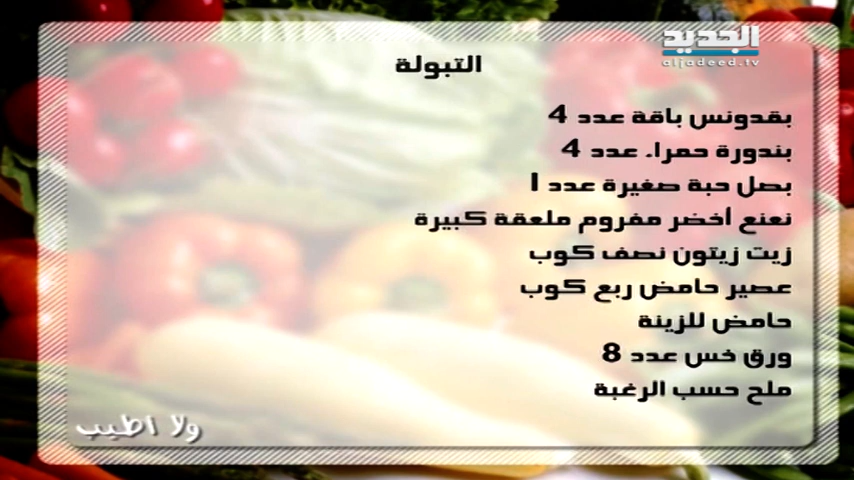 الجديد
aljadeed.tv
التبولة
بقدونس باقة عدد 4
بندورة حمراء عدد 4
بصل حبة صغيرة عدد 1
نعنع أخضر مفروم ملعقة كبيرة
زيت زيتون نصف كوب
عصير حامض ربع كوب
حامض للزينة
ورق خس عدد 8
ملح حسب الرغبة
ولا أطيب